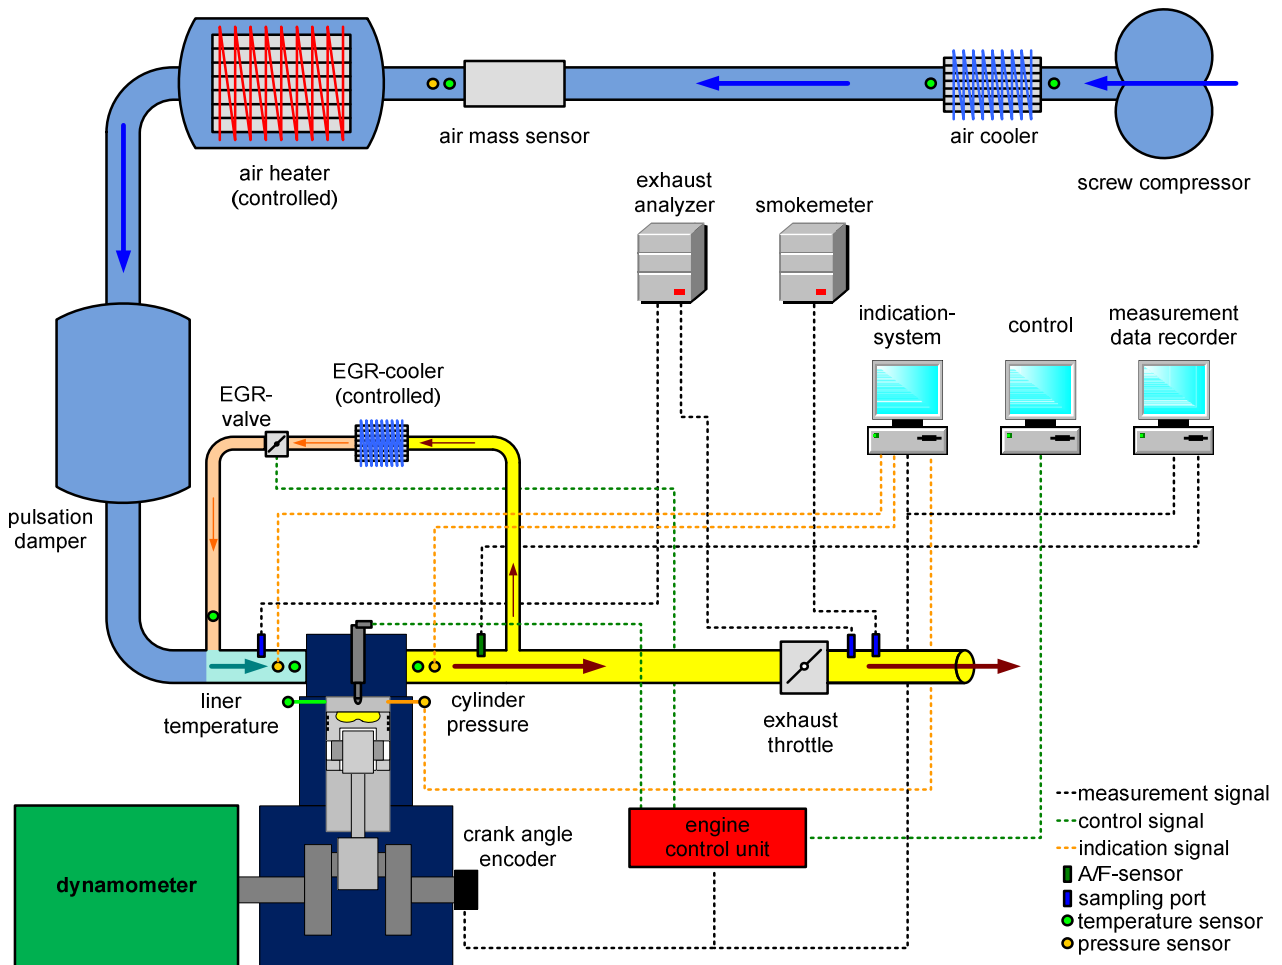 air mass sensor
air cooler
air heater
(controlled)
screw compressor
exhaust
analyzer
smokemeter
indication-
system
control
measurement
data recorder
EGR-cooler
(controlled)
EGR-
valve
pulsation
damper
liner
temperature
cylinder
pressure
exhaust
throttle
crank angle
encoder
engine
control unit
dynamometer
measurement signal
control signal
indication signal
A/F-sensor
sampling port
temperature sensor
pressure sensor